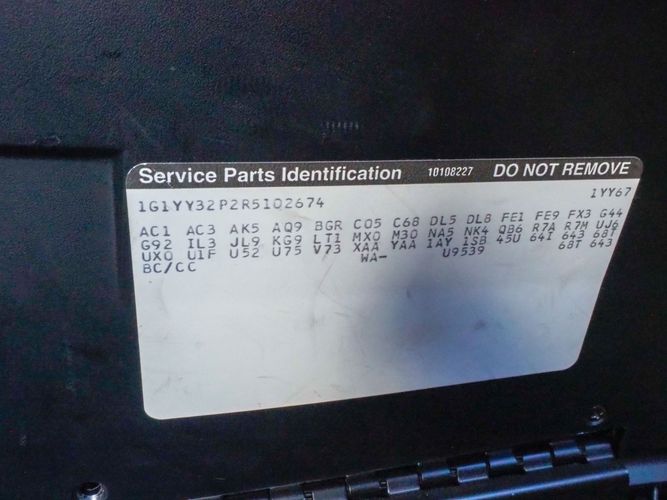 Service Parts Identification 10108227 DO NOT REMOVE
1G1YY32P2R5102674 1YY67
AC1 AC3 AK5 AQ9 BGR C05 C68 DL5 DL8 FE1 FE9 FX3 G44
G92 IL3 JL9 KG9 LT1 MX0 M30 NA5 NK4 QB6 R7A R7M UJ6
UX0 U1F U52 U75 V73 XAA YAA 1AY 1SB 45U 64I 643 68T
WA- U9539 68T 643
BC/CC